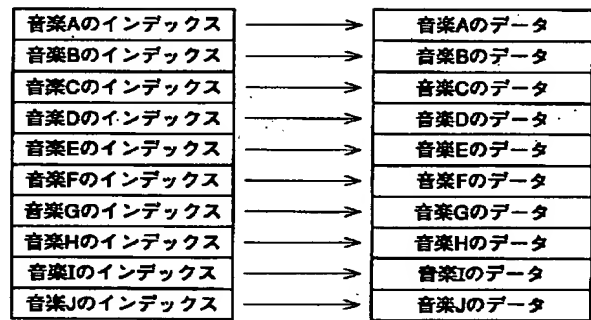 音楽Aのインデックス 音楽Aのデータ
音楽Bのインデックス 音楽Bのデータ
音楽Cのインデックス 音楽Cのデータ
音楽Dのインデックス 音楽Dのデータ
音楽Eのインデックス 音楽Eのデータ
音楽Fのインデックス 音楽Fのデータ
音楽Gのインデックス 音楽Gのデータ
音楽Hのインデックス 音楽Hのデータ
音楽Iのインデックス 音楽Iのデータ
音楽Jのインデックス 音楽Jのデータ